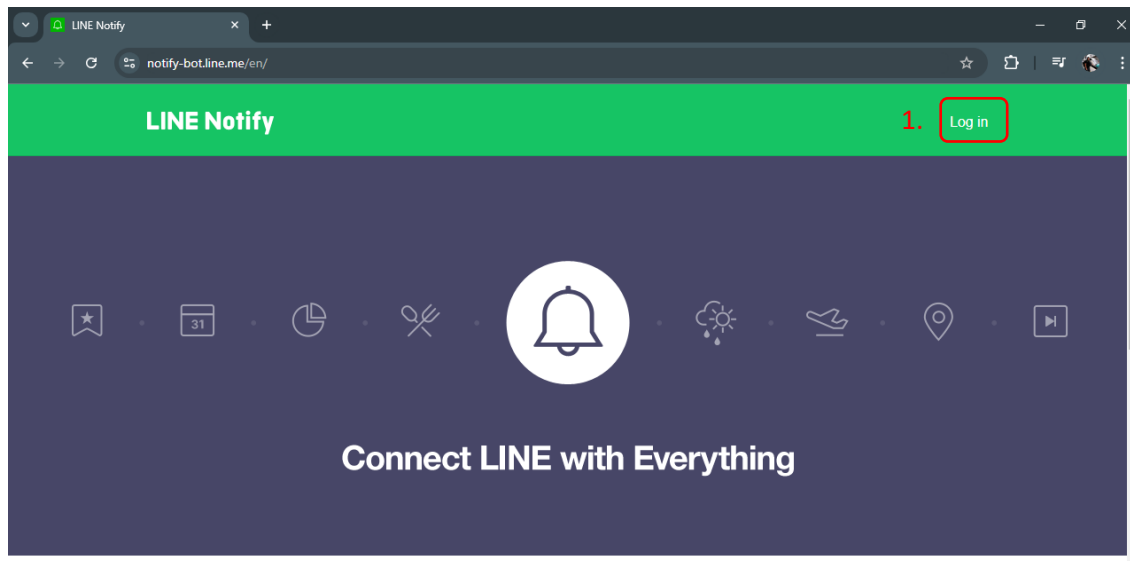 LINE Notify
notify-bot.line.me/en/
LINE Notify
1.
Log in
31
Connect LINE with Everything